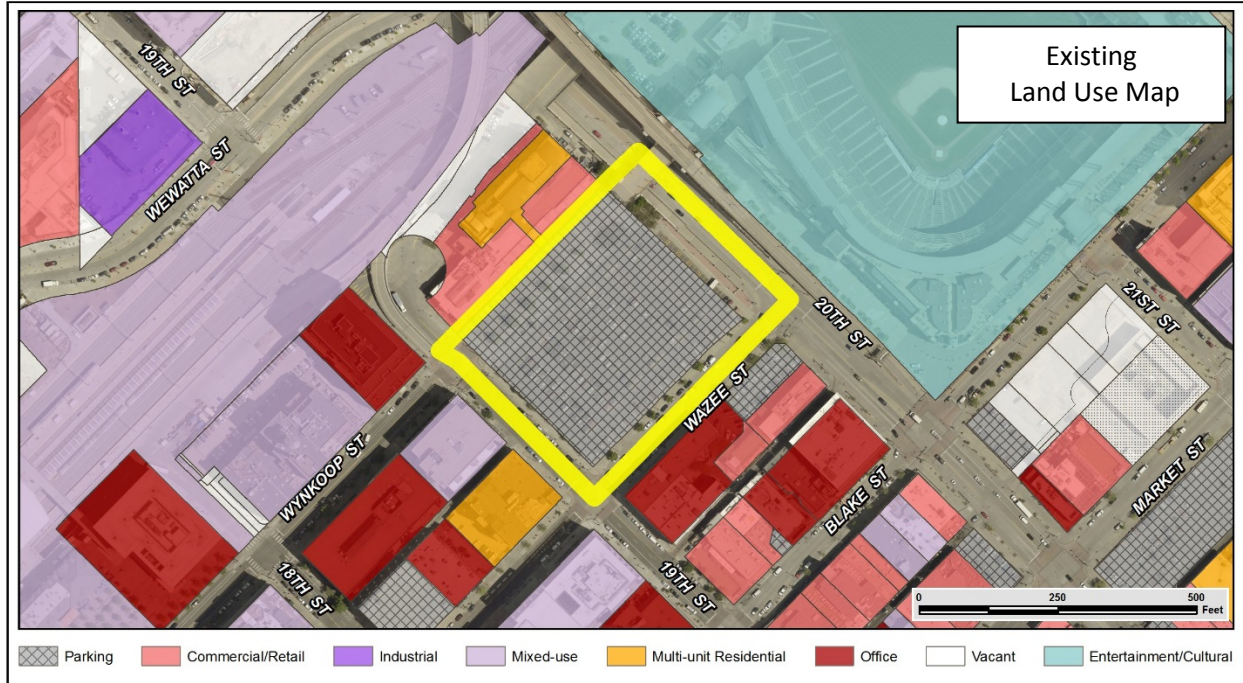 Existing
Land Use Map
19TH ST
WEWATTA ST
20TH ST
21ST ST
WAZEE ST
MARKET ST
WYNKOOP ST
BLAKE ST
18TH ST
19TH ST
0 250 500
Feet
Parking Commercial/Retail Industrial Mixed-use Multi-unit Residential Office Vacant Entertainment/Cultural